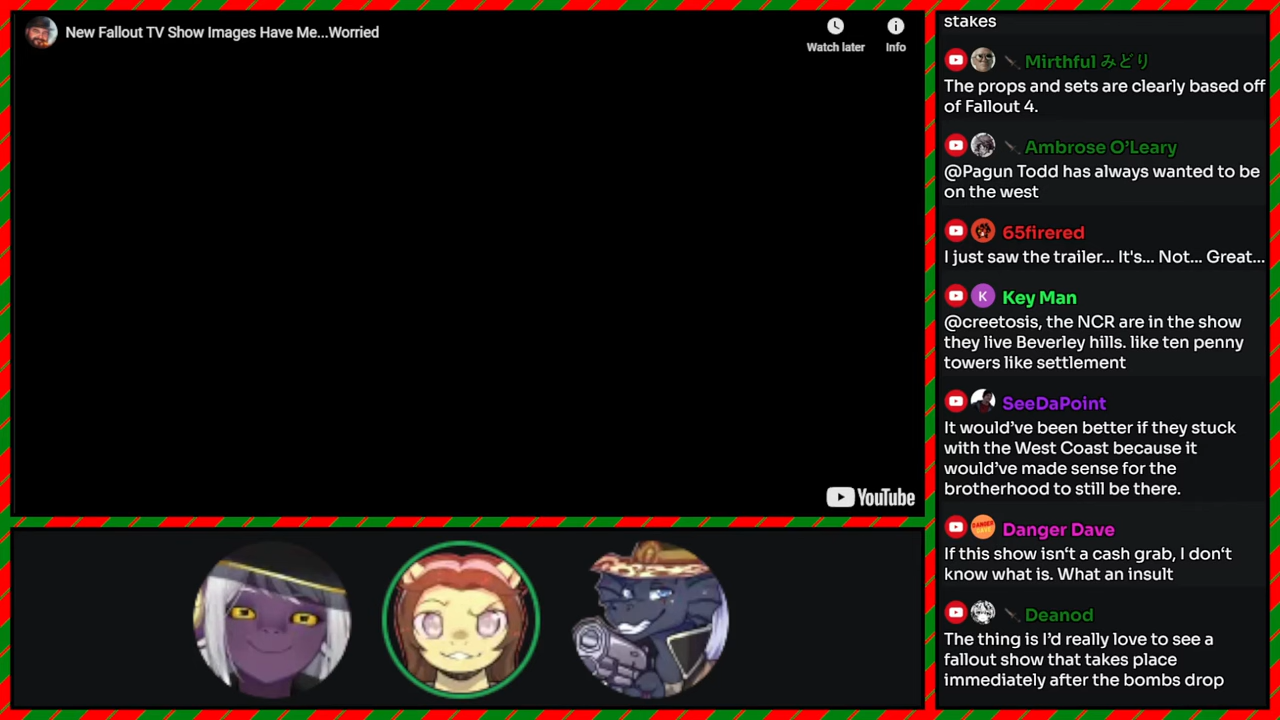 New Fallout TV Show Images Have Me...Worried
Watch later
Info
YouTube
stakes
Mirthful みどり
The props and sets are clearly based off
of Fallout 4.
Ambrose O'Leary
@Pagun Todd has always wanted to be
on the west
65firered
I just saw the trailer... It's... Not... Great...
K
Key Man
@creetosis, the NCR are in the show
they live Beverley hills. like ten penny
towers like settlement
SeeDaPoint
It would've been better if they stuck
with the West Coast because it
would've made sense for the
brotherhood to still be there.
Danger Dave
If this show isn't a cash grab, I don't
know what is. What an insult
Deanod
The thing is I'd really love to see a
fallout show that takes place
immediately after the bombs drop